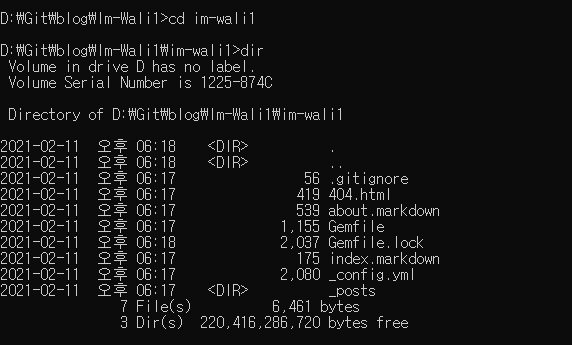 D:₩Git₩blog₩Im-Wali1>cd im-wali1
D:₩Git₩blog₩Im-Wali1₩im-wali1>dir
Volume in drive D has no label.
Volume Serial Number is 1225-874C
Directory of D:₩Git₩blog₩Im-Wali1₩im-wali1
2021-02-11 오후 06:18 <DIR> .
2021-02-11 오후 06:18 <DIR> ..
2021-02-11 오후 06:17 56 .gitignore
2021-02-11 오후 06:17 419 404.html
2021-02-11 오후 06:17 539 about.markdown
2021-02-11 오후 06:17 1,155 Gemfile
2021-02-11 오후 06:18 2,037 Gemfile.lock
2021-02-11 오후 06:17 175 index.markdown
2021-02-11 오후 06:17 2,080 _config.yml
2021-02-11 오후 06:17 <DIR> _posts
7 File(s) 6,461 bytes
3 Dir(s) 220,416,286,720 bytes free